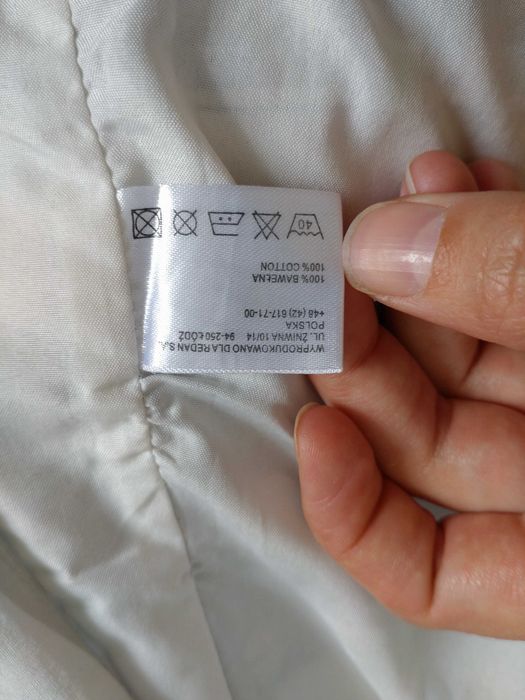 WYPRODUKOWANO DLA REDAN S.A.
UL. ŻNIWNA 10/14 94-250 ŁÓDŹ
POLSKA
+48 (42) 617-71-00
100% COTTON
100% BAWEŁNA
40